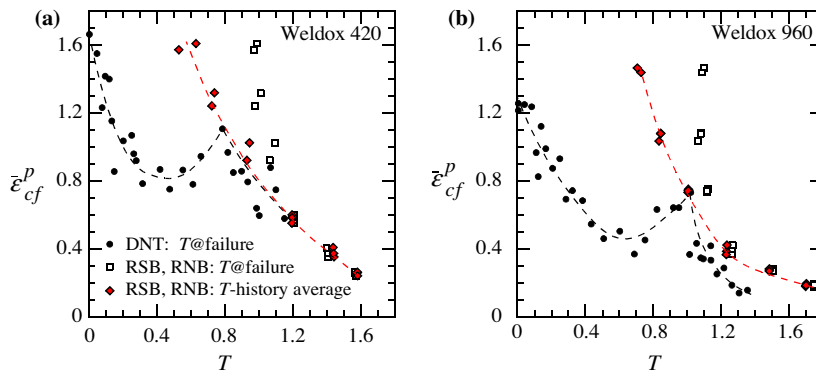 (a)
Weldox 420
1.6
1.2
0.8
0.4
0
ε̄ᵖcf
DNT: T@failure
RSB, RNB: T@failure
RSB, RNB: T-history average
0 0.4 0.8 1.2 1.6
T
(b)
Weldox 960
1.6
1.2
0.8
0.4
0
ε̄ᵖcf
0 0.4 0.8 1.2 1.6
T